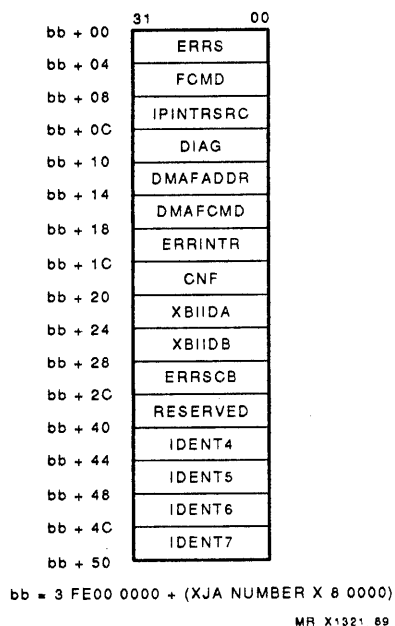 31 00
bb + 00
ERRS
bb + 04
FCMD
bb + 08
IPINTRSRC
bb + 0C
DIAG
bb + 10
DMAFADDR
bb + 14
DMAFCMD
bb + 18
ERRINTR
bb + 1C
CNF
bb + 20
XBIIDA
bb + 24
XBIIDB
bb + 28
ERRSCB
bb + 2C
RESERVED
bb + 40
IDENT4
bb + 44
IDENT5
bb + 48
IDENT6
bb + 4C
IDENT7
bb + 50
bb = 3 FE00 0000 + (XJA NUMBER X 8 0000)
MR X1321 89